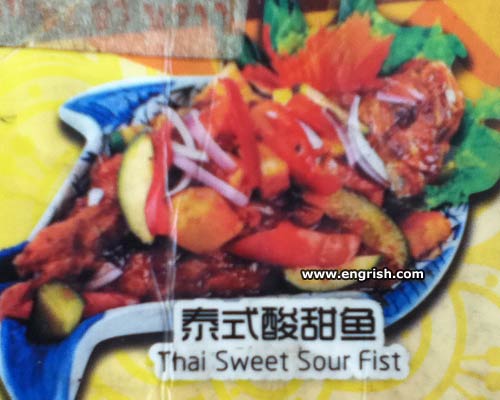 www.engrish.com
泰式酸甜鱼
Thai Sweet Sour Fist